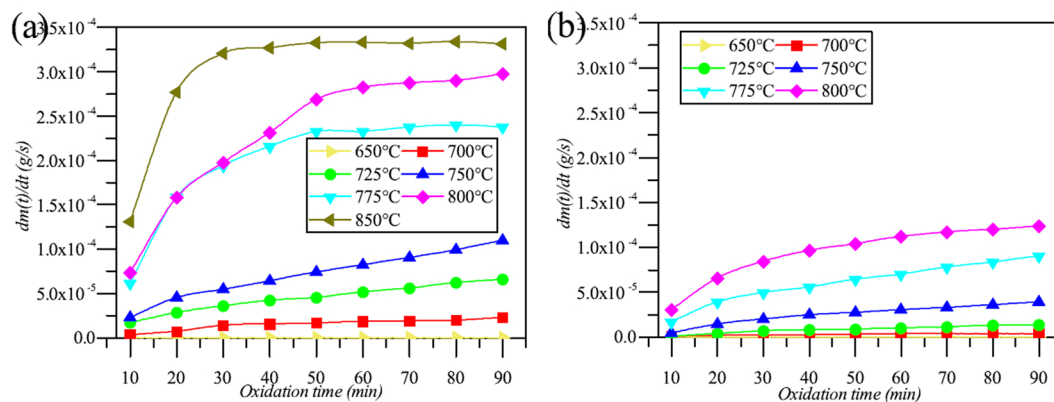 (a)
3.5x10⁻⁴
3.0x10⁻⁴
2.5x10⁻⁴
2.0x10⁻⁴
1.5x10⁻⁴
1.0x10⁻⁴
5.0x10⁻⁵
0.0
dm(t)/dt (g/s)
650°C 700°C
725°C 750°C
775°C 800°C
850°C
10 20 30 40 50 60 70 80 90
Oxidation time (min)
(b)
3.5x10⁻⁴
3.0x10⁻⁴
2.5x10⁻⁴
2.0x10⁻⁴
1.5x10⁻⁴
1.0x10⁻⁴
5.0x10⁻⁵
0.0
dm(t)/dt (g/s)
650°C 700°C
725°C 750°C
775°C 800°C
10 20 30 40 50 60 70 80 90
Oxidation time (min)